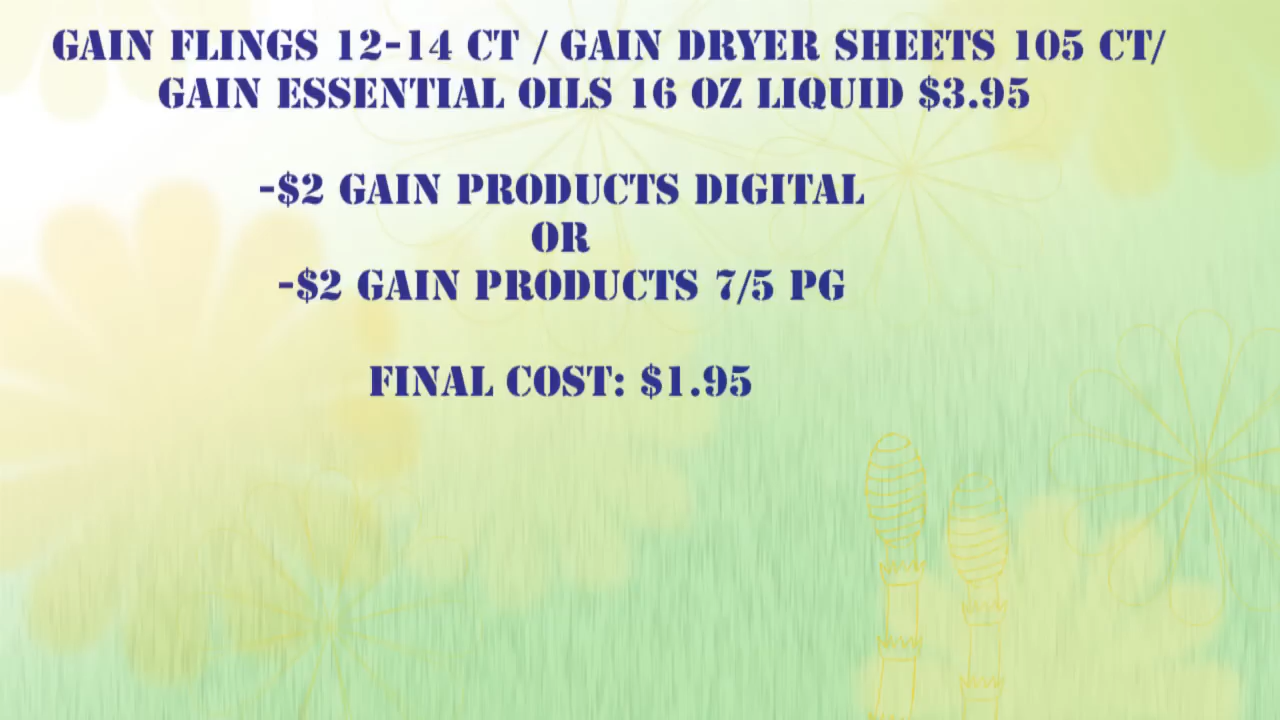 GAIN FLINGS 12-14 CT / GAIN DRYER SHEETS 105 CT/
GAIN ESSENTIAL OILS 16 OZ LIQUID $3.95
-$2 GAIN PRODUCTS DIGITAL
OR
-$2 GAIN PRODUCTS 7/5 PG
FINAL COST: $1.95